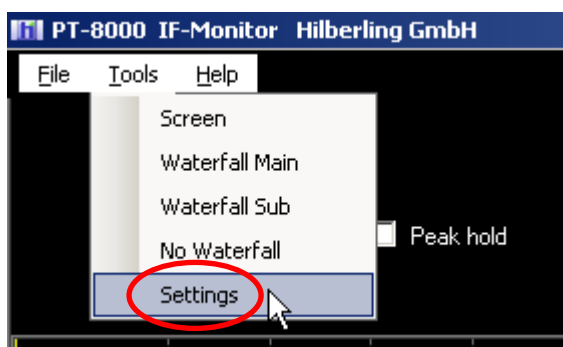 PT-8000 IF-Monitor Hilberling GmbH
File Tools Help
Screen
Waterfall Main
Waterfall Sub
No Waterfall
Peak hold
Settings